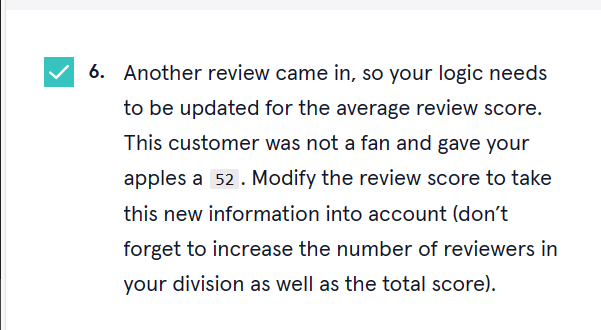 6. Another review came in, so your logic needs
to be updated for the average review score.
This customer was not a fan and gave your
apples a 52. Modify the review score to take
this new information into account (don’t
forget to increase the number of reviewers in
your division as well as the total score).